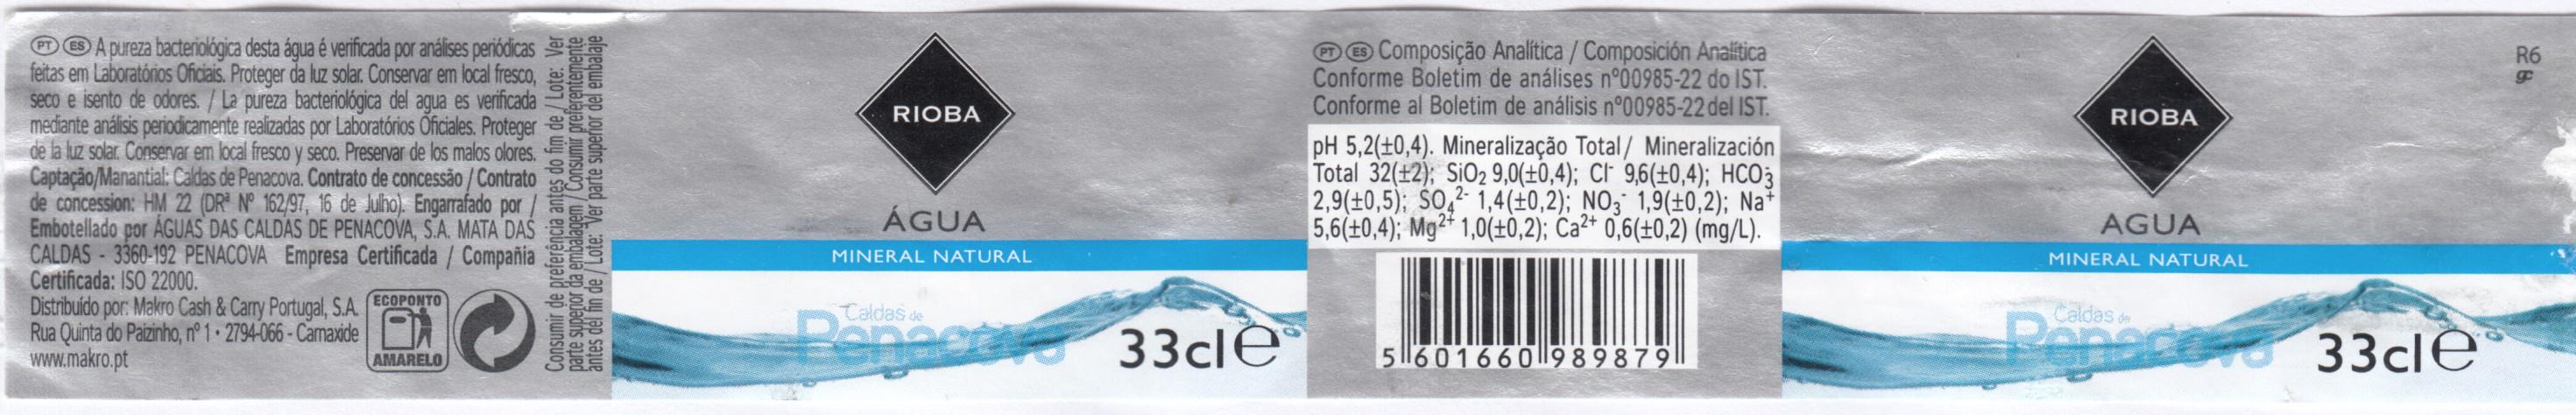 PT ES A pureza bacteriológica desta água é verificada por análises periódicas
feitas em Laboratórios Oficiais. Proteger da luz solar. Conservar em local fresco,
seco e isento de odores. / La pureza bacteriológica del agua es verificada
mediante análisis periodicamente realizadas por Laboratórios Oficiales. Proteger
de la luz solar. Conservar em local fresco y seco. Preservar de los malos olores.
Captação/Manantial: Caldas de Penacova. Contrato de concessão / Contrato
de concession: HM 22 (DRª Nº 162/97, 16 de Julho). Engarrafado por /
Embotellado por ÁGUAS DAS CALDAS DE PENACOVA, S.A. MATA DAS
CALDAS - 3360-192 PENACOVA Empresa Certificada / Compañia
Certificada: ISO 22000.
Distribuído por: Makro Cash & Carry Portugal, S.A.
Rua Quinta do Paizinho, nº 1 • 2794-066 - Carnaxide
www.makro.pt
ECOPONTO
AMARELO
Consumir de preferência antes do fim de / Lote: Ver
parte superior da embalagem / Consumir preferentemente
antes del fin de / Lote: Ver parte superior del embalaje
RIOBA
ÁGUA
MINERAL NATURAL
Caldas de
Penacova
33cl e
PT ES Composição Analítica / Composición Analítica
Conforme Boletim de análises nº00985-22 do IST.
Conforme al Boletim de análisis nº00985-22 del IST.
pH 5,2(±0,4). Mineralização Total/ Mineralización
Total 32(±2); SiO₂ 9,0(±0,4); Cl⁻ 9,6(±0,4); HCO₃⁻
2,9(±0,5); SO₄²⁻ 1,4(±0,2); NO₃⁻ 1,9(±0,2); Na⁺
5,6(±0,4); Mg²⁺ 1,0(±0,2); Ca²⁺ 0,6(±0,2) (mg/L).
5 601660 989879
RIOBA
AGUA
MINERAL NATURAL
Caldas de
Penacova
33cl e
R6
gc